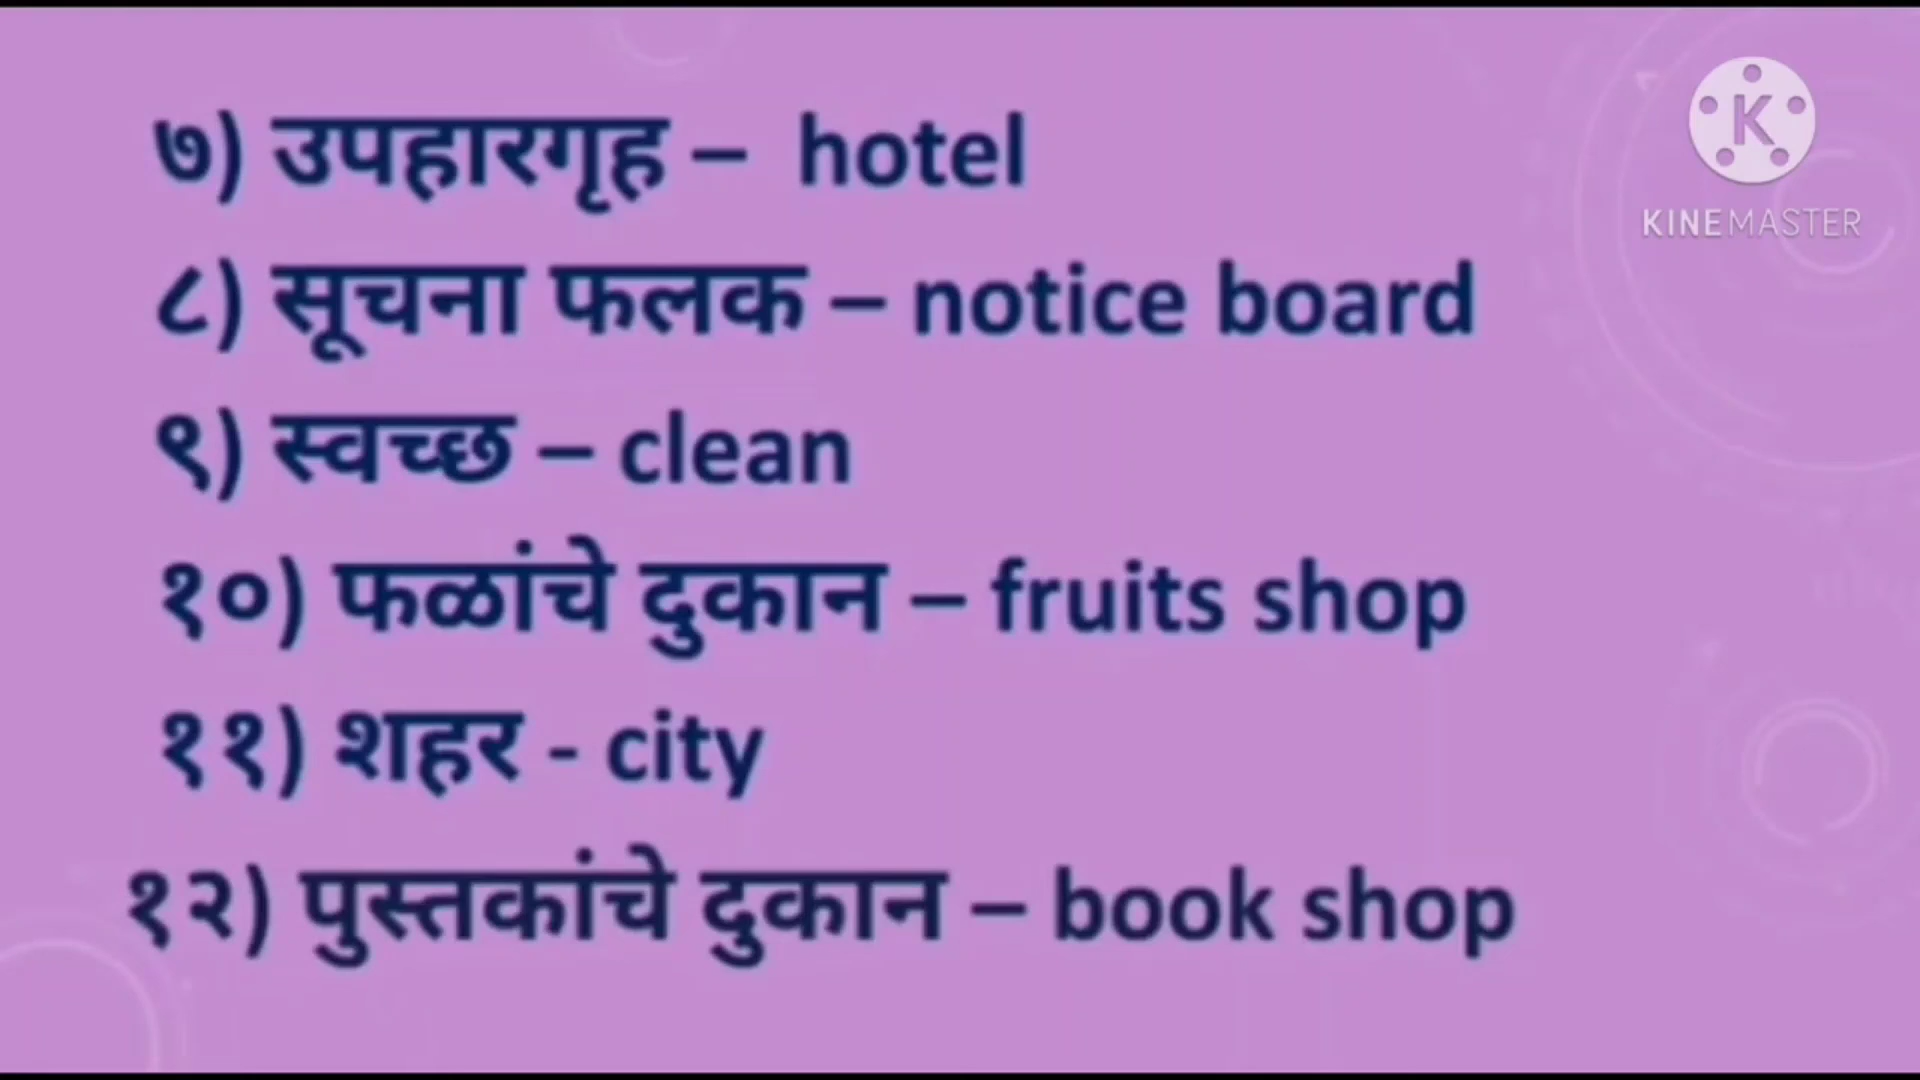 ७) उपहारगृह – hotel
८) सूचना फलक – notice board
९) स्वच्छ – clean
१०) फळांचे दुकान – fruits shop
११) शहर - city
१२) पुस्तकांचे दुकान – book shop
K
KINEMASTER